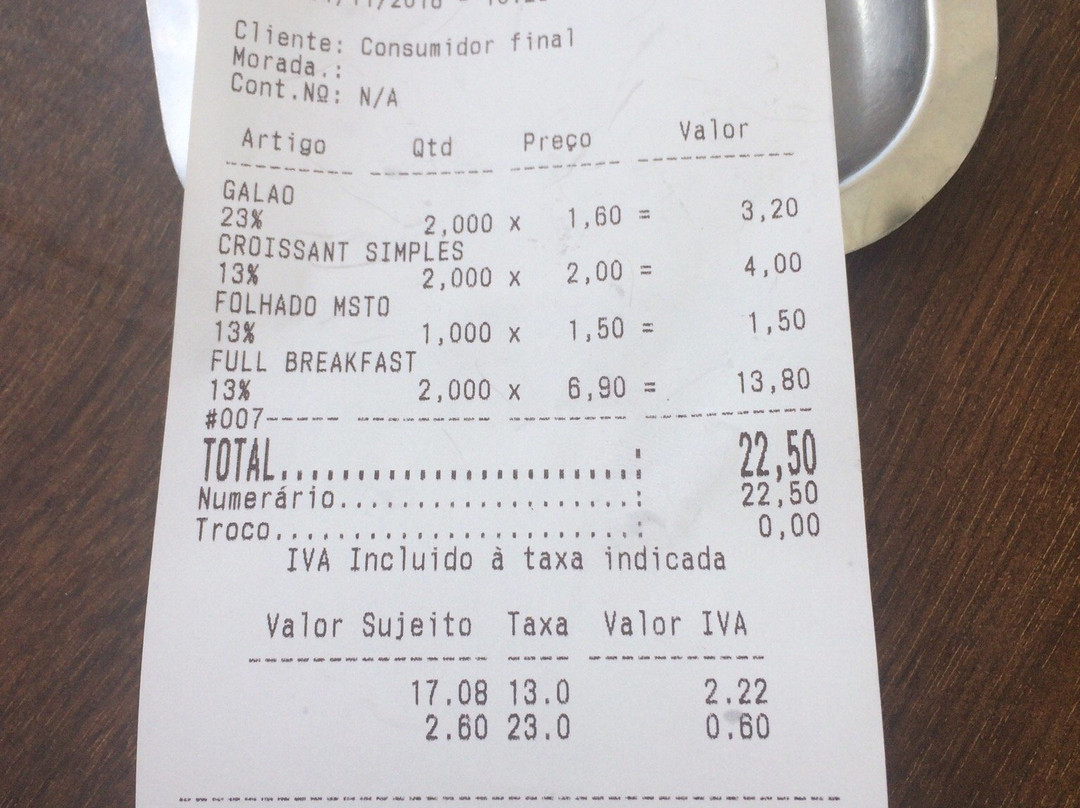 /11/2018 -
Cliente: Consumidor final
Morada.:
Cont.Nº: N/A
Artigo Qtd Preço Valor
GALAO
23% 2,000 x 1,60 = 3,20
CROISSANT SIMPLES
13% 2,000 x 2,00 = 4,00
FOLHADO MSTO
13% 1,000 x 1,50 = 1,50
FULL BREAKFAST
13% 2,000 x 6,90 = 13,80
#007
TOTAL.......................: 22,50
Numerário...................: 22,50
Troco.......................: 0,00
IVA Incluido à taxa indicada
Valor Sujeito Taxa Valor IVA
17.08 13.0 2.22
2.60 23.0 0.60